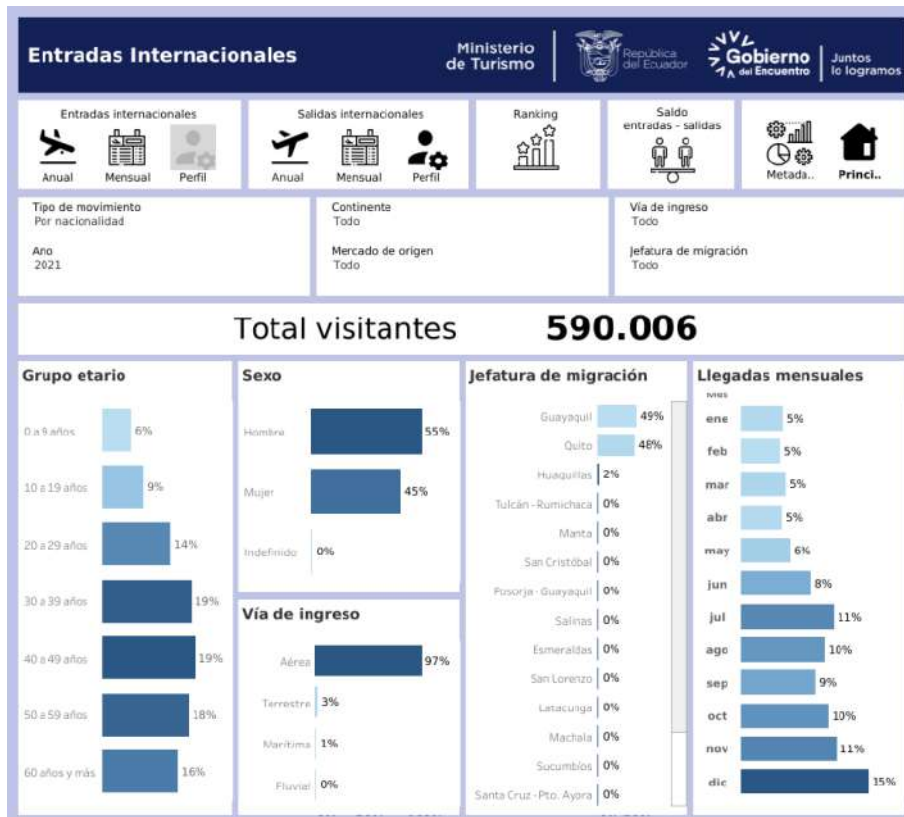 Entradas Internacionales
Ministerio
de Turismo
República
del Ecuador
Gobierno
del Encuentro
Juntos
lo logramos
Entradas internacionales
Anual
Mensual
Perfil
Salidas internacionales
Anual
Mensual
Perfil
Ranking
Saldo
entradas - salidas
Metada..
Princi..
Tipo de movimiento
Por nacionalidad
Ano
2021
Continente
Todo
Mercado de origen
Todo
Vía de ingreso
Todo
Jefatura de migración
Todo
Total visitantes 590.006
Grupo etario
0 a 9 años 6%
10 a 19 años 9%
20 a 29 años 14%
30 a 39 años 19%
40 a 49 años 19%
50 a 59 años 18%
60 años y más 16%
Sexo
Hombre 55%
Mujer 45%
Indefinido 0%
Vía de ingreso
Aérea 97%
Terrestre 3%
Marítima 1%
Fluvial 0%
Jefatura de migración
Guayaquil 49%
Quito 48%
Huaquillas 2%
Tulcán - Rumichaca 0%
Manta 0%
San Cristóbal 0%
Posorja - Guayaquil 0%
Salinas 0%
Esmeraldas 0%
San Lorenzo 0%
Latacunga 0%
Machala 0%
Sucumbíos 0%
Santa Cruz - Pto. Ayora 0%
Llegadas mensuales
Mes
ene 5%
feb 5%
mar 5%
abr 5%
may 6%
jun 8%
jul 11%
ago 10%
sep 9%
oct 10%
nov 11%
dic 15%